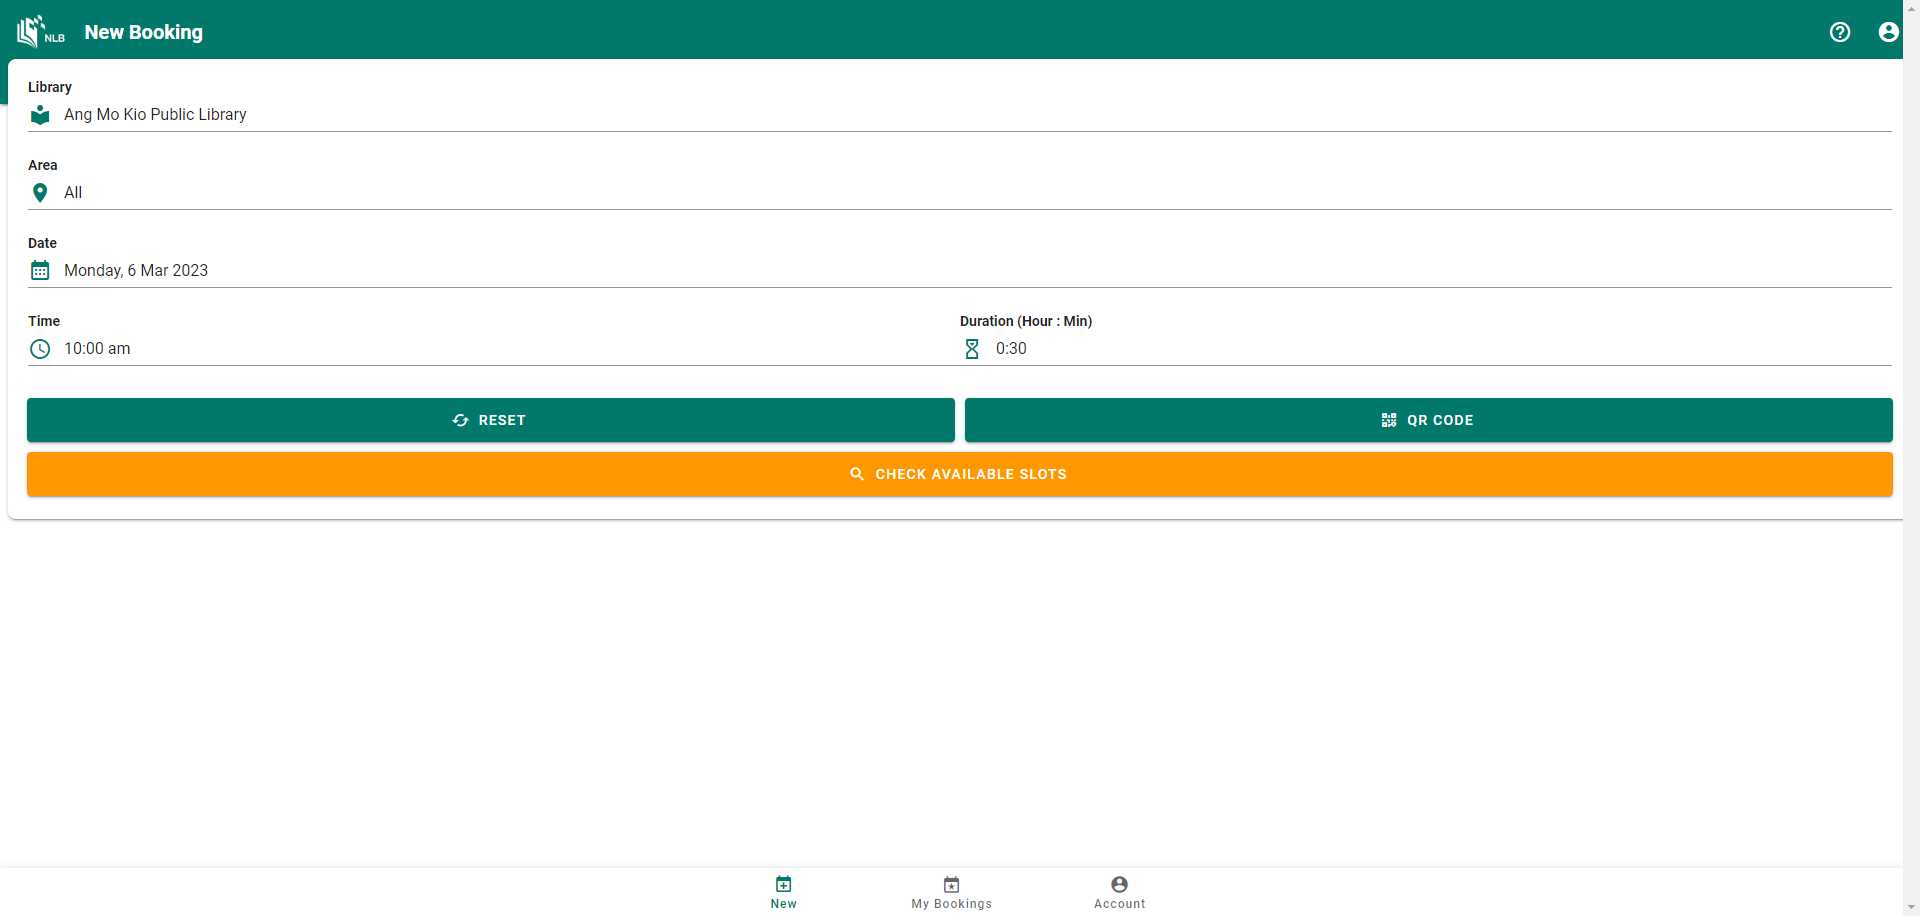 NLB New Booking
Library
Ang Mo Kio Public Library
Area
All
Date
Monday, 6 Mar 2023
Time Duration (Hour : Min)
10:00 am 0:30
RESET QR CODE
CHECK AVAILABLE SLOTS
New My Bookings Account